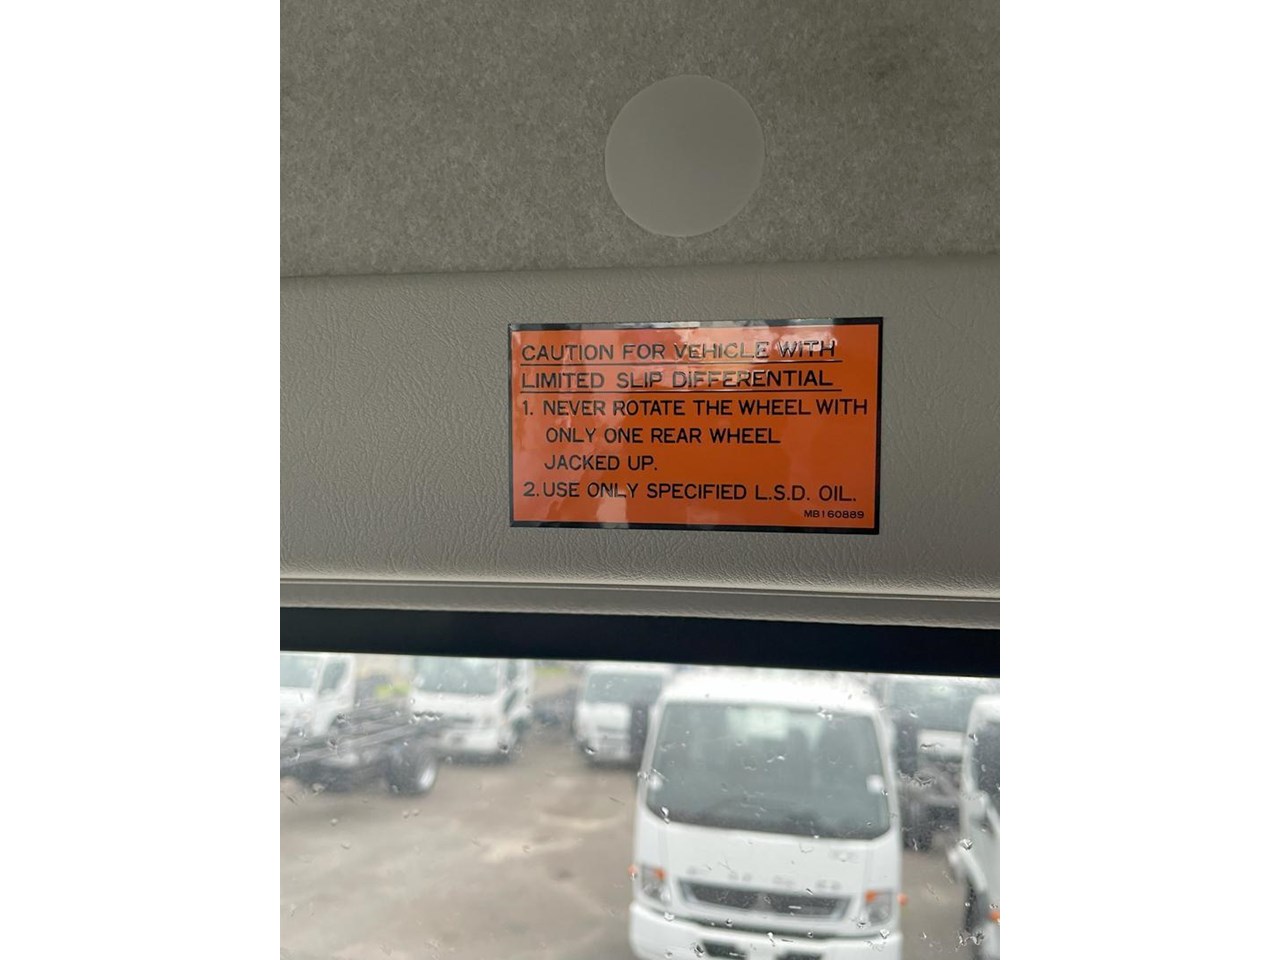 CAUTION FOR VEHICLE WITH
LIMITED SLIP DIFFERENTIAL
1. NEVER ROTATE THE WHEEL WITH
ONLY ONE REAR WHEEL
JACKED UP.
2. USE ONLY SPECIFIED L.S.D. OIL.
MB160889